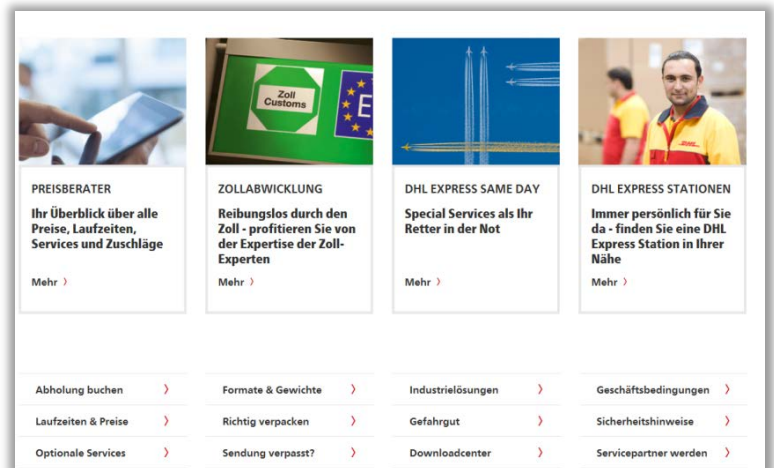 Zoll
Customs
E
PREISBERATER
Ihr Überblick über alle
Preise, Laufzeiten,
Services und Zuschläge
Mehr 〉
ZOLLABWICKLUNG
Reibungslos durch den
Zoll - profitieren Sie von
der Expertise der Zoll-
Experten
Mehr 〉
DHL EXPRESS SAME DAY
Special Services als Ihr
Retter in der Not
Mehr 〉
DHL EXPRESS STATIONEN
Immer persönlich für Sie
da - finden Sie eine DHL
Express Station in Ihrer
Nähe
Mehr 〉
Abholung buchen 〉
Formate & Gewichte 〉
Industrielösungen 〉
Geschäftsbedingungen 〉
Laufzeiten & Preise 〉
Richtig verpacken 〉
Gefahrgut 〉
Sicherheitshinweise 〉
Optionale Services 〉
Sendung verpasst? 〉
Downloadcenter 〉
Servicepartner werden 〉